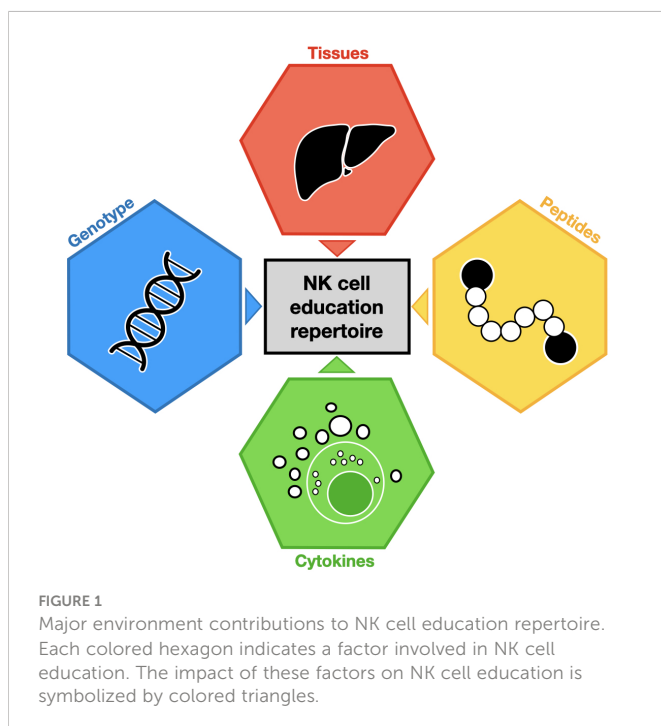 Tissues
Genotype
Peptides
NK cell
education
repertoire
Cytokines
FIGURE 1
Major environment contributions to NK cell education repertoire.
Each colored hexagon indicates a factor involved in NK cell
education. The impact of these factors on NK cell education is
symbolized by colored triangles.